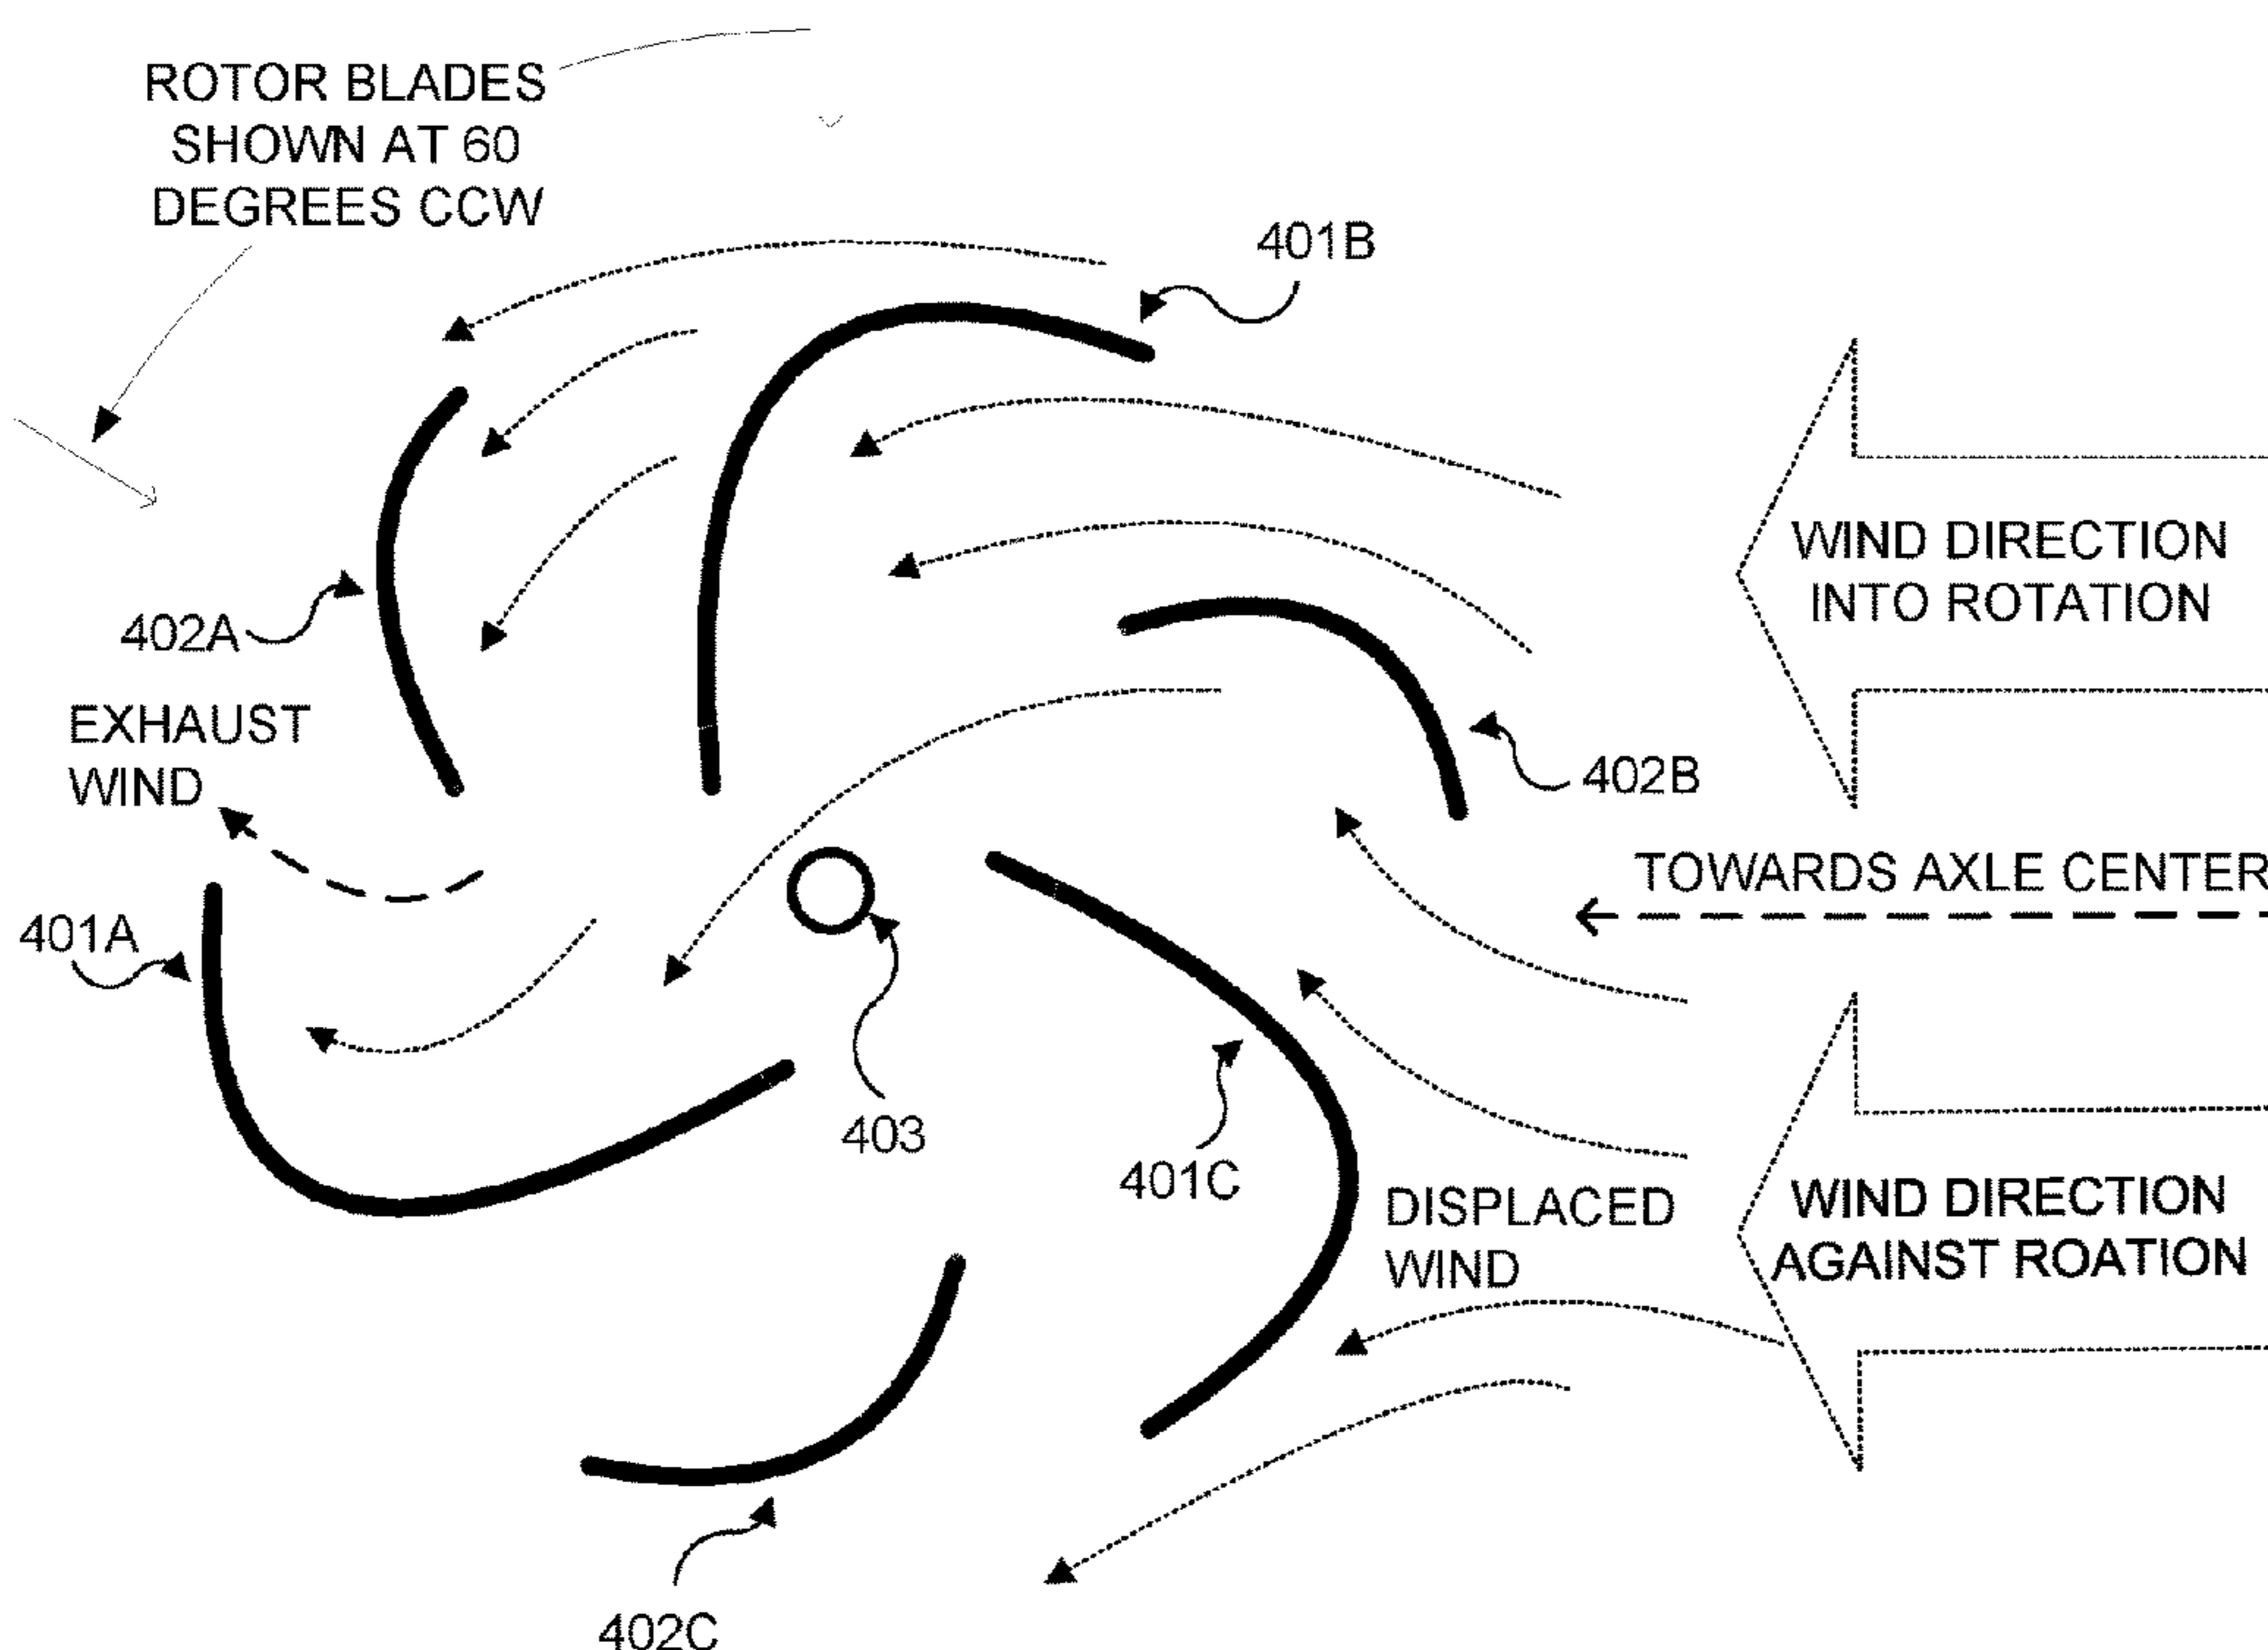 ROTOR BLADES
SHOWN AT 60
DEGREES CCW
401B
WIND DIRECTION
INTO ROTATION
402A
EXHAUST
WIND
402B
TOWARDS AXLE CENTER
401A
403
401C
DISPLACED
WIND
WIND DIRECTION
AGAINST ROATION
402C